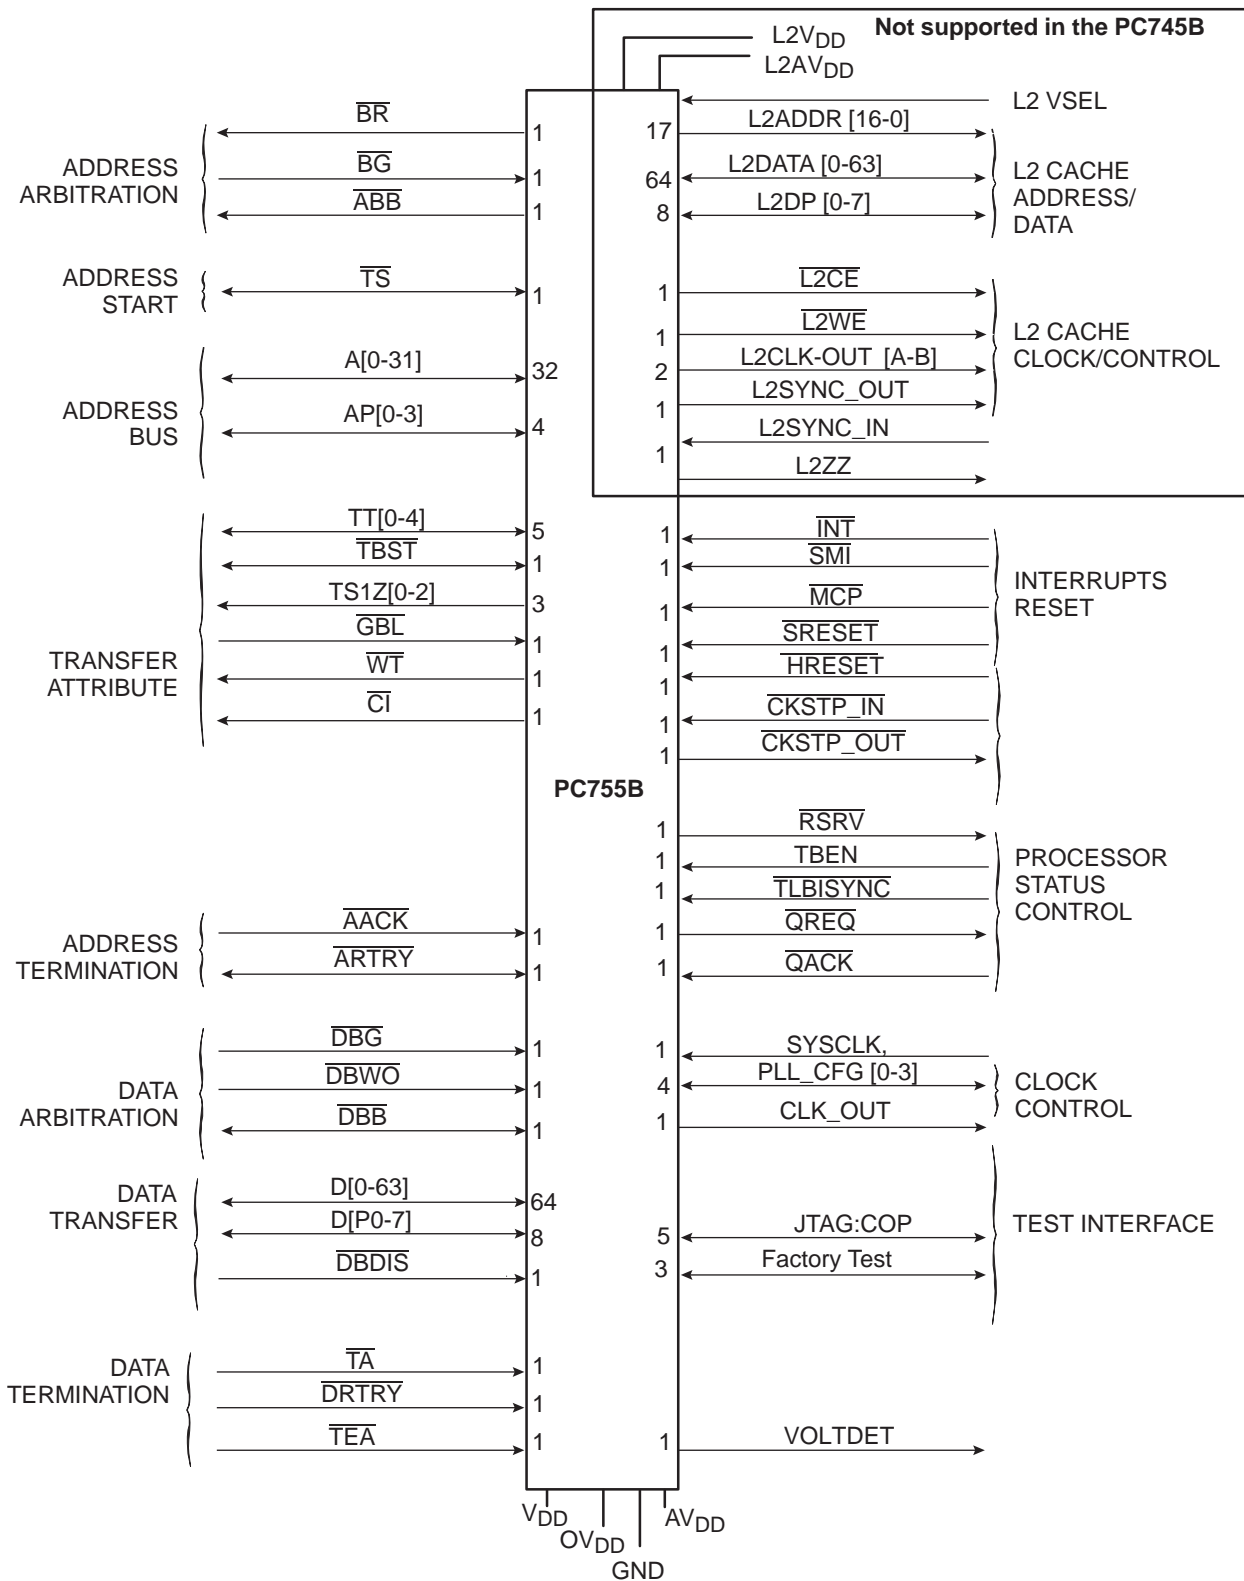 Not supported in the PC745B
L2VDD
L2AVDD
ADDRESS
ARBITRATION
BR
1
BG
1
ABB
1
ADDRESS
START
TS
1
ADDRESS
BUS
A[0-31]
32
AP[0-3]
4
TRANSFER
ATTRIBUTE
TT[0-4]
5
TBST
1
TS1Z[0-2]
3
GBL
1
WT
1
CI
1
PC755B
ADDRESS
TERMINATION
AACK
1
ARTRY
1
DATA
ARBITRATION
DBG
1
DBWO
1
DBB
1
DATA
TRANSFER
D[0-63]
64
D[P0-7]
8
DBDIS
1
DATA
TERMINATION
TA
1
DRTRY
1
TEA
1
L2 VSEL
17
L2ADDR [16-0]
64
L2DATA [0-63]
8
L2DP [0-7]
L2 CACHE
ADDRESS/
DATA
1
L2CE
1
L2WE
2
L2CLK-OUT [A-B]
1
L2SYNC_OUT
L2 CACHE
CLOCK/CONTROL
1
L2SYNC_IN
L2ZZ
1
INT
1
SMI
1
MCP
1
SRESET
1
HRESET
INTERRUPTS
RESET
1
CKSTP_IN
1
CKSTP_OUT
1
RSRV
1
TBEN
1
TLBISYNC
1
QREQ
1
QACK
PROCESSOR
STATUS
CONTROL
1
SYSCLK,
4
PLL_CFG [0-3]
1
CLK_OUT
CLOCK
CONTROL
5
JTAG:COP
3
Factory Test
TEST INTERFACE
1
VOLTDET
VDD
OVDD
GND
AVDD